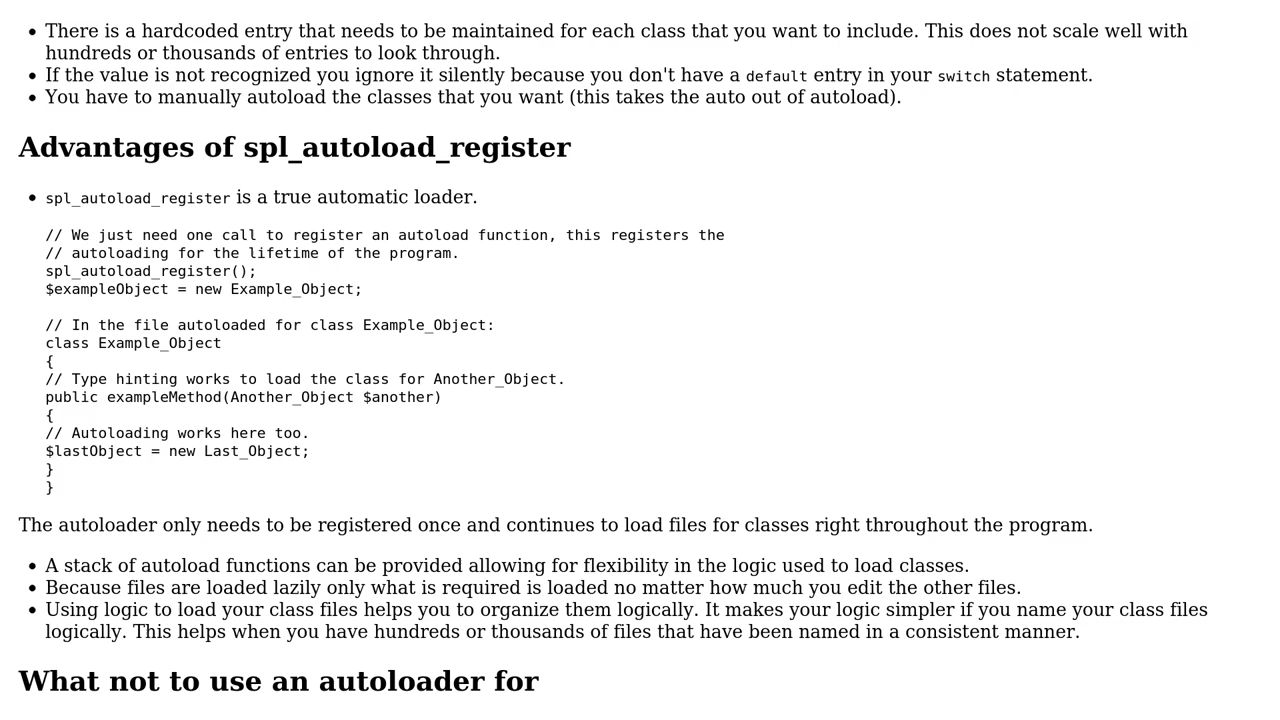 There is a hardcoded entry that needs to be maintained for each class that you want to include. This does not scale well with
hundreds or thousands of entries to look through.
If the value is not recognized you ignore it silently because you don't have a default entry in your switch statement.
You have to manually autoload the classes that you want (this takes the auto out of autoload).
Advantages of spl_autoload_register
spl_autoload_register is a true automatic loader.
// We just need one call to register an autoload function, this registers the
// autoloading for the lifetime of the program.
spl_autoload_register();
$exampleObject = new Example_Object;
// In the file autoloaded for class Example_Object:
class Example_Object
{
// Type hinting works to load the class for Another_Object.
public exampleMethod(Another_Object $another)
{
// Autoloading works here too.
$lastObject = new Last_Object;
}
}
The autoloader only needs to be registered once and continues to load files for classes right throughout the program.
A stack of autoload functions can be provided allowing for flexibility in the logic used to load classes.
Because files are loaded lazily only what is required is loaded no matter how much you edit the other files.
Using logic to load your class files helps you to organize them logically. It makes your logic simpler if you name your class files
logically. This helps when you have hundreds or thousands of files that have been named in a consistent manner.
What not to use an autoloader for